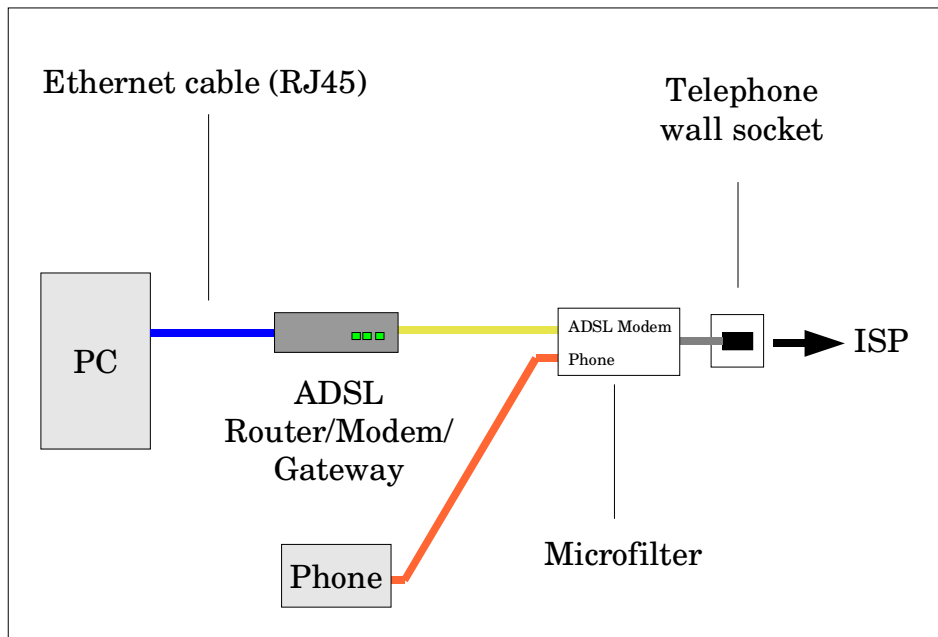 Ethernet cable (RJ45)
Telephone
wall socket
PC
ADSL Modem
Phone
ISP
ADSL
Router/Modem/
Gateway
Microfilter
Phone